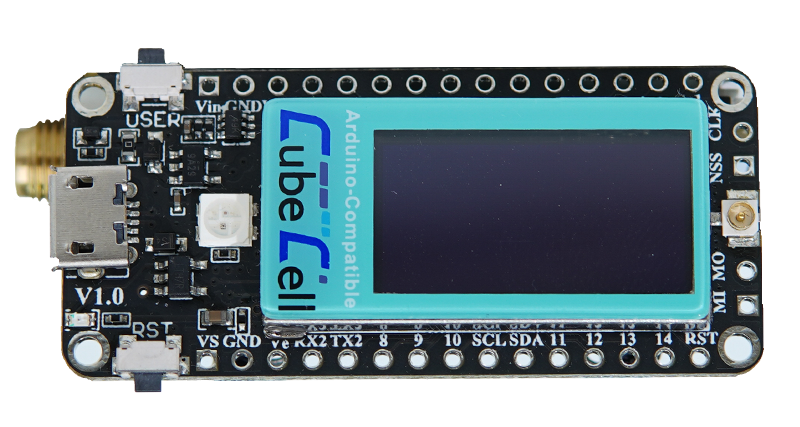 USER
Vin GND
CLK
NSS
CubeCell
Arduino-Compatible
V1.0
MO
MI
RST
VS GND Ve RX2 TX2 8 9 10 SCL SDA 11 12 13 14 RST